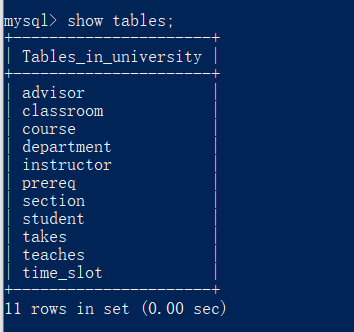 mysql> show tables;
+----------------------+
| Tables_in_university |
+----------------------+
| advisor              |
| classroom            |
| course               |
| department           |
| instructor           |
| prereq               |
| section              |
| student              |
| takes                |
| teaches              |
| time_slot            |
+----------------------+
11 rows in set (0.00 sec)